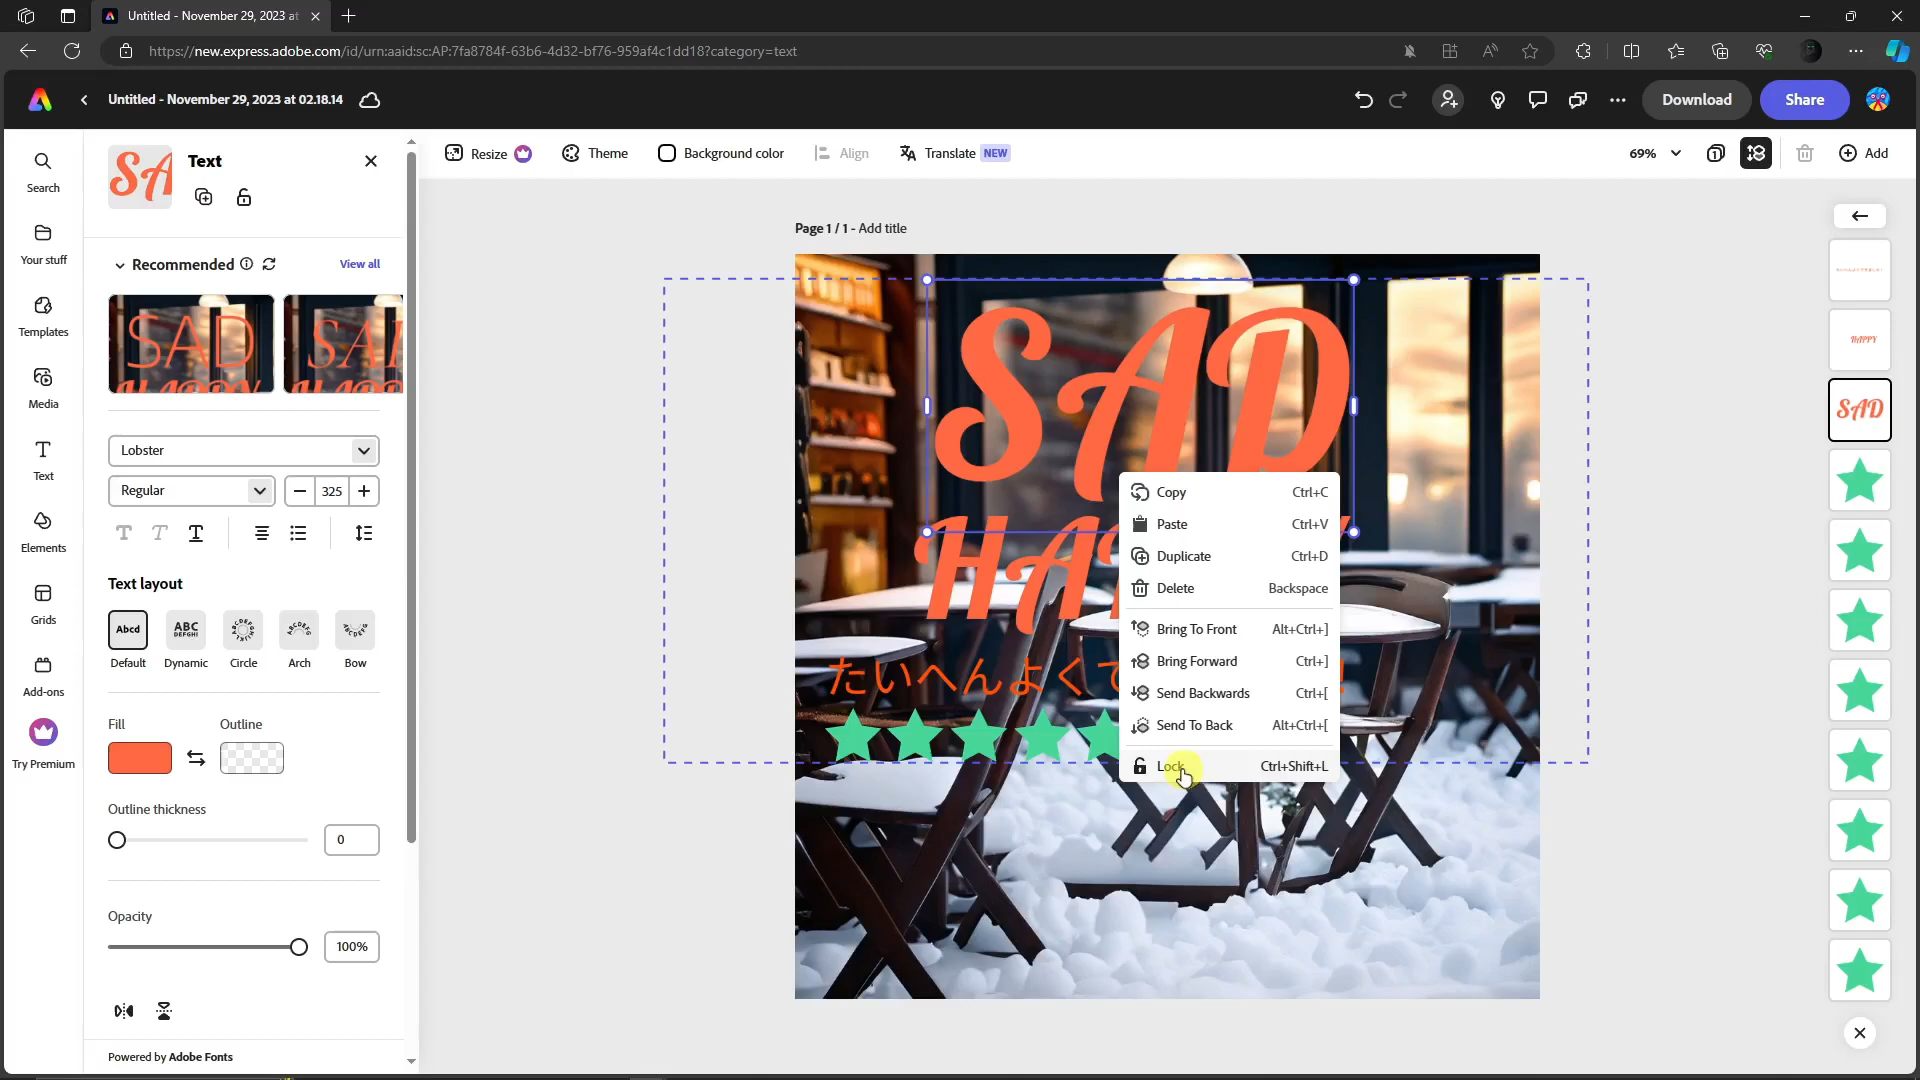 Untitled - November 29, 2023 at
https://new.express.adobe.com/id/urn:aaid:sc:AP:7fa8784f-63b6-4d32-bf76-959af4c1dd18?category=text
Untitled - November 29, 2023 at 02.18.14
Download
Share
Search
Your stuff
Templates
Media
Text
Elements
Grids
Add-ons
Try Premium
Text
Recommended
View all
SAD
HAPPY
Lobster
Regular
325
Text layout
Abcd
Default
Dynamic
Circle
Arch
Bow
Fill
Outline
Outline thickness
0
Opacity
100%
Powered by Adobe Fonts
Resize
Theme
Background color
Align
Translate NEW
69%
Add
Page 1 / 1 - Add title
SAD
たいへんよくて
Copy Ctrl+C
Paste Ctrl+V
Duplicate Ctrl+D
Delete Backspace
Bring To Front Alt+Ctrl+]
Bring Forward Ctrl+]
Send Backwards Ctrl+[
Send To Back Alt+Ctrl+[
Lock Ctrl+Shift+L
HAPPY
SAD